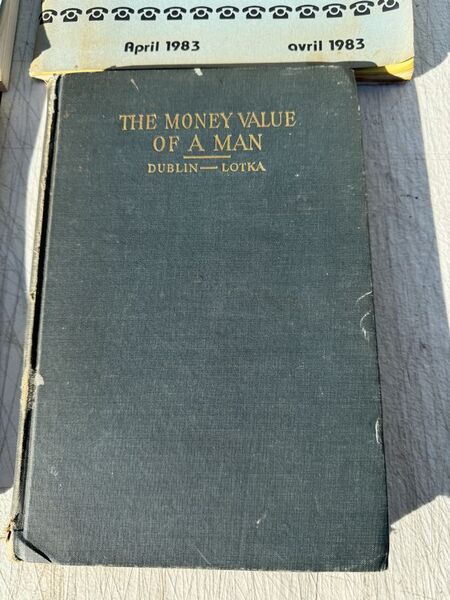 April 1983 avril 1983
THE MONEY VALUE
OF A MAN
DUBLIN — LOTKA